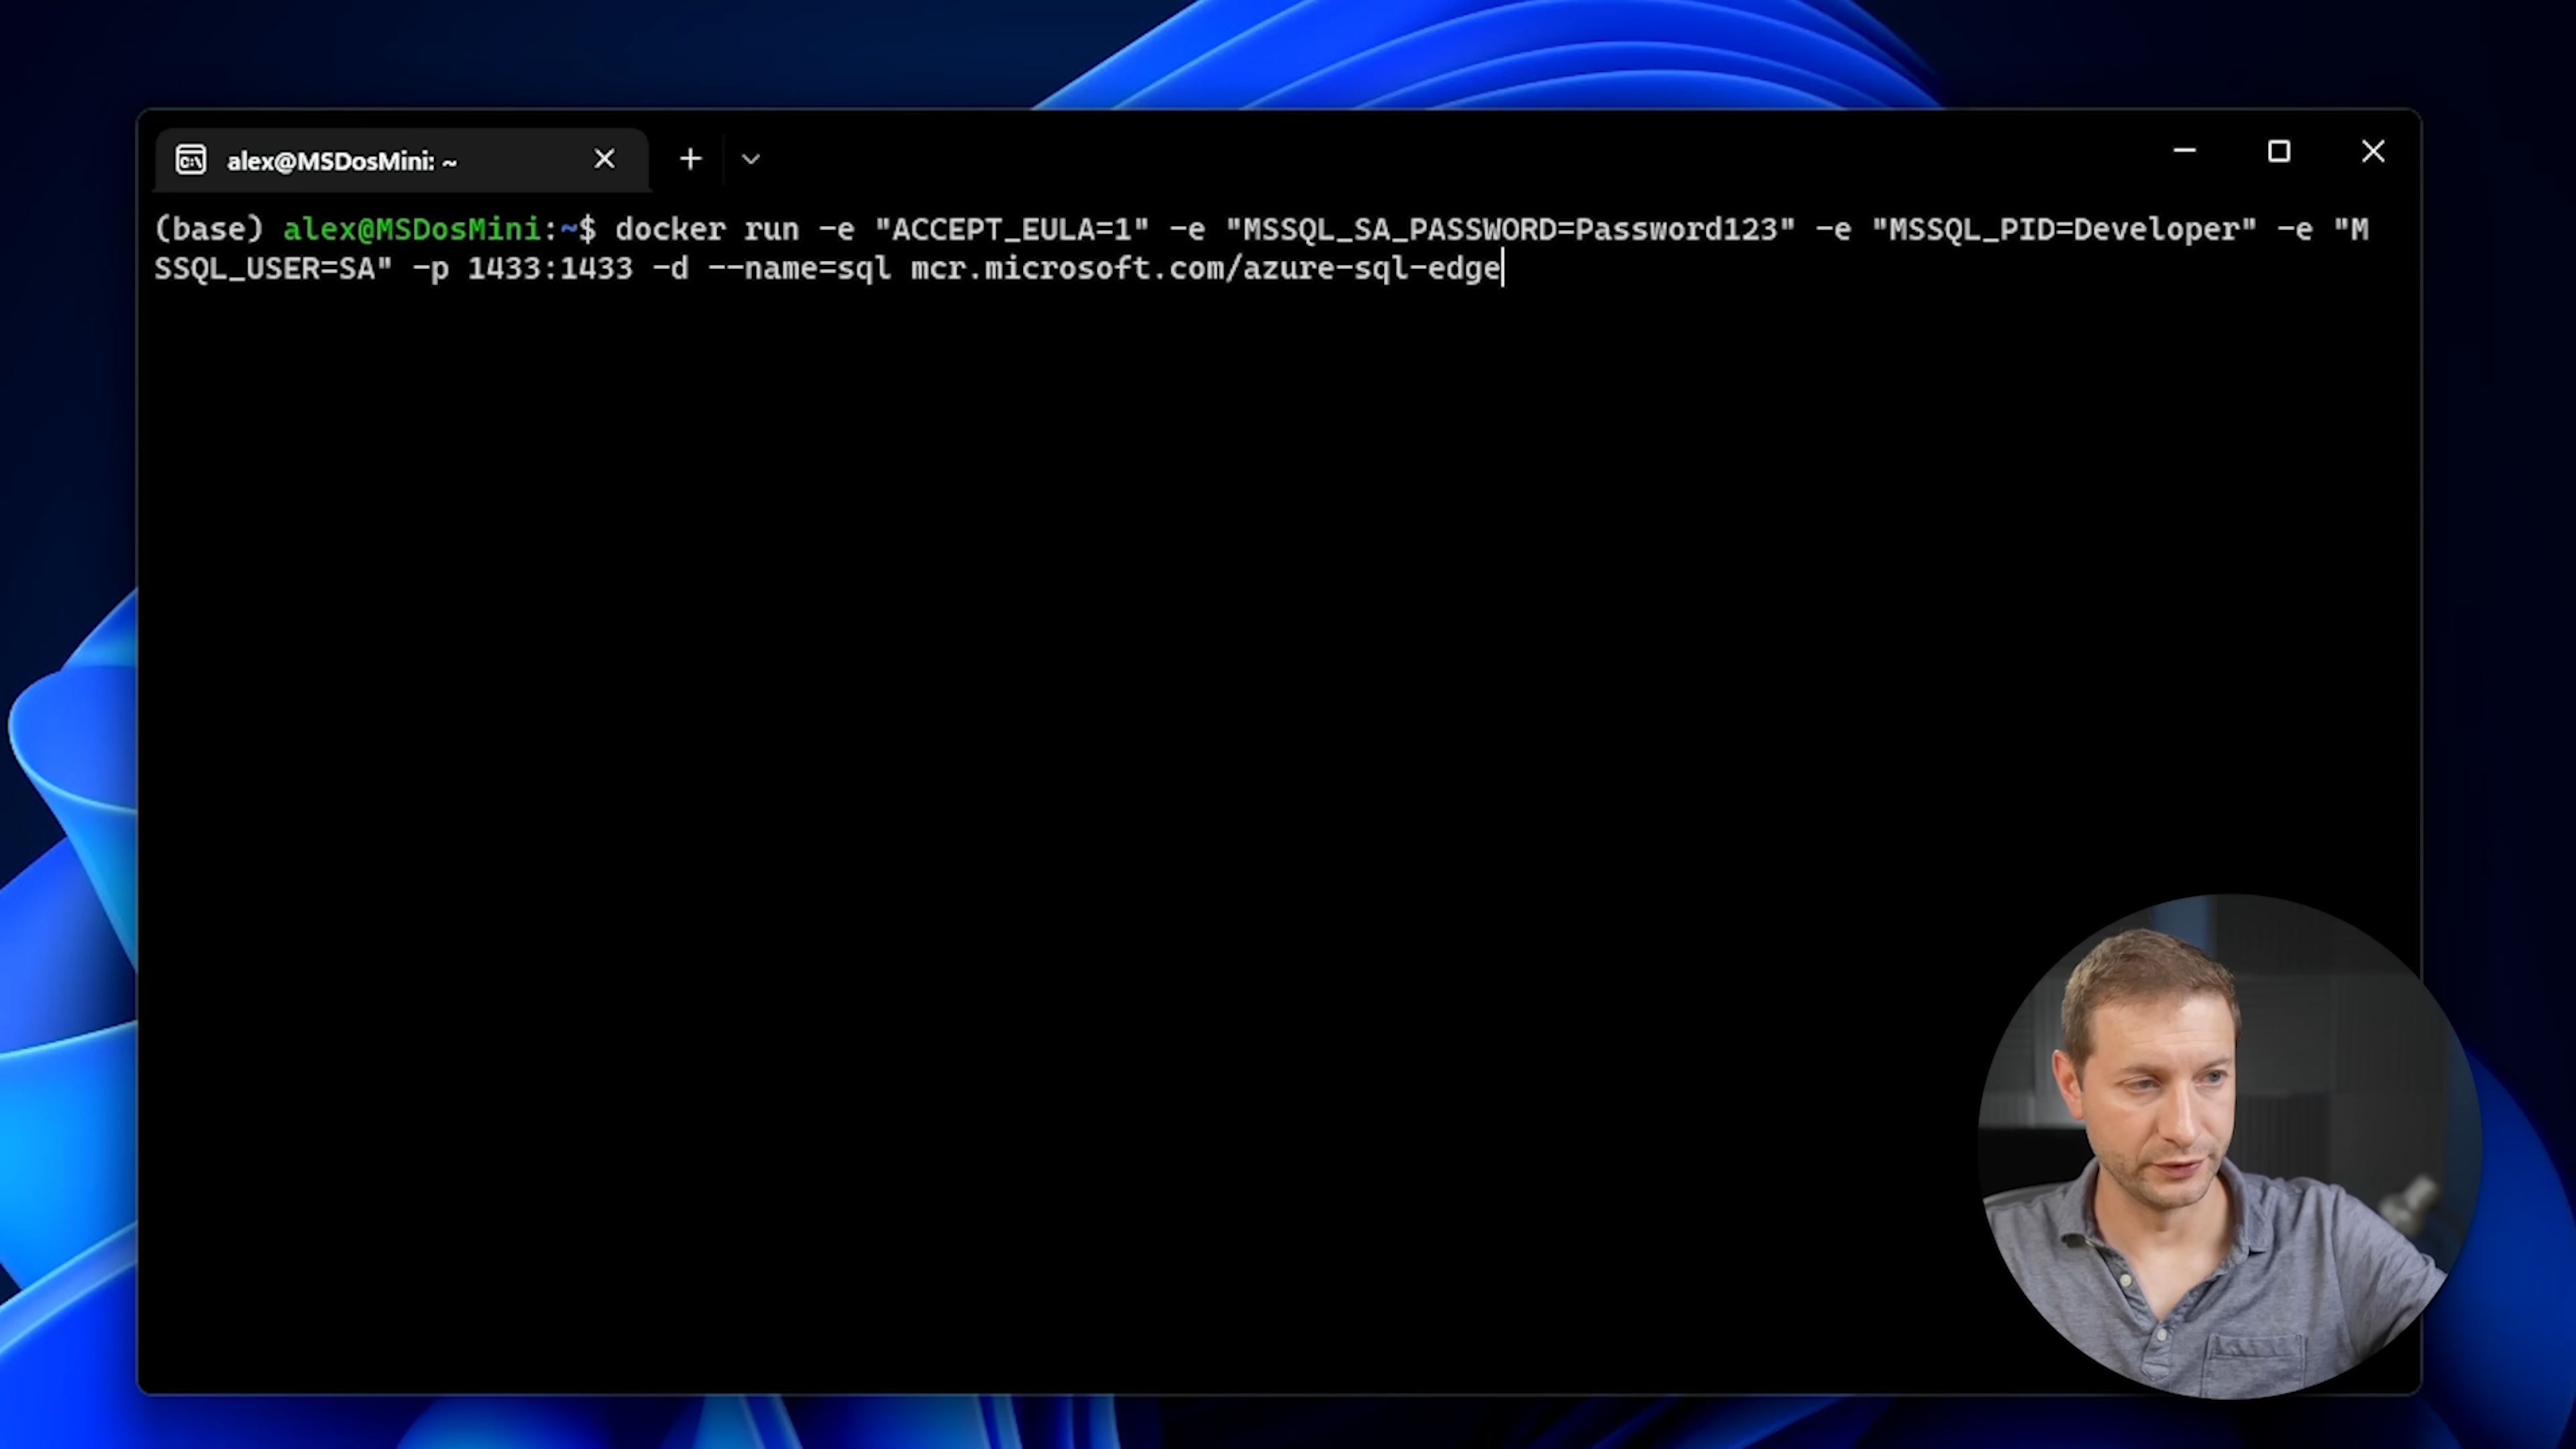 alex@MSDosMini: ~
(base) alex@MSDosMini:~$ docker run -e "ACCEPT_EULA=1" -e "MSSQL_SA_PASSWORD=Password123" -e "MSSQL_PID=Developer" -e "M
SSQL_USER=SA" -p 1433:1433 -d --name=sql mcr.microsoft.com/azure-sql-edge